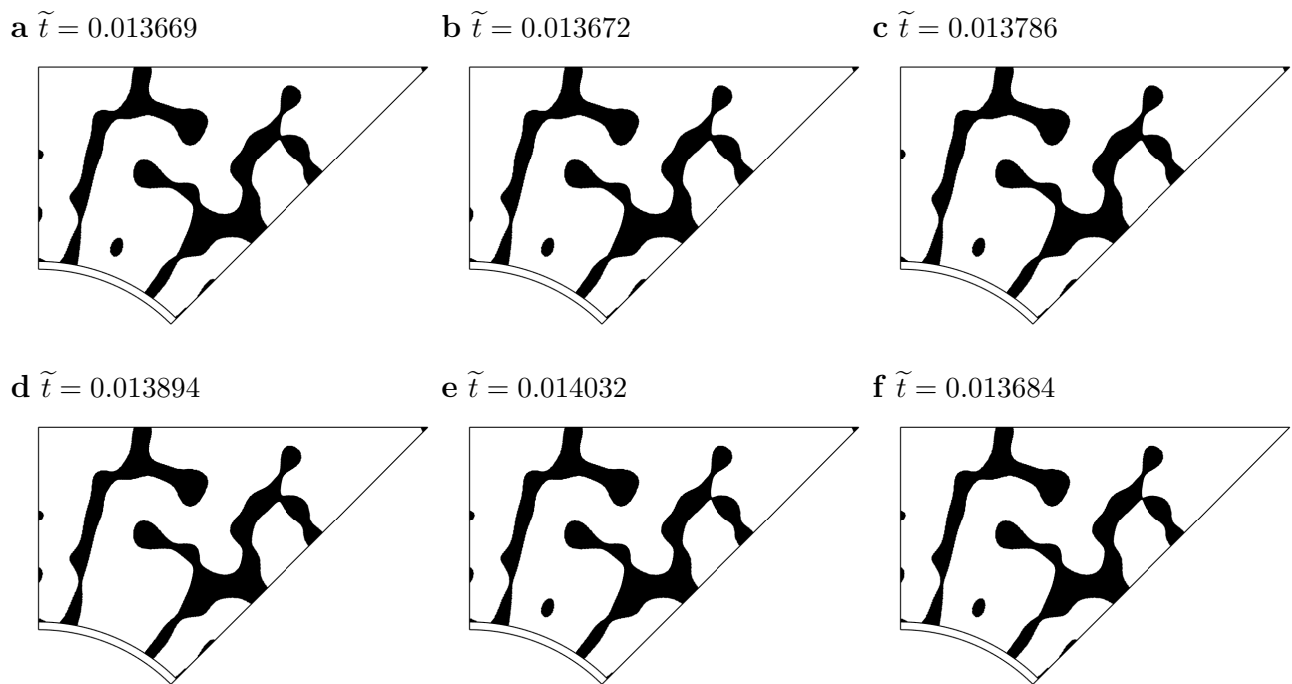 a t̃ = 0.013669
b t̃ = 0.013672
c t̃ = 0.013786
d t̃ = 0.013894
e t̃ = 0.014032
f t̃ = 0.013684